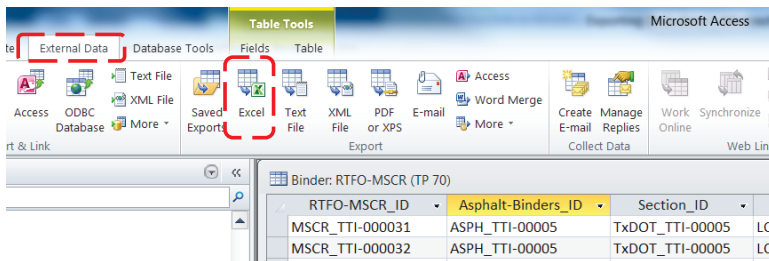 Table Tools
Microsoft Access
External Data Database Tools Fields Table
Access
ODBC Database
Text File
XML File
More
Saved Exports
Excel
Text File
XML File
PDF or XPS
E-mail
Access
Word Merge
More
Create E-mail
Manage Replies
Work Online
Synchronize
Export Collect Data
Binder: RTFO-MSCR (TP 70)
RTFO-MSCR_ID Asphalt-Binders_ID Section_ID
MSCR_TTI-000031 ASPH_TTI-00005 TxDOT_TTI-00005
MSCR_TTI-000032 ASPH_TTI-00005 TxDOT_TTI-00005